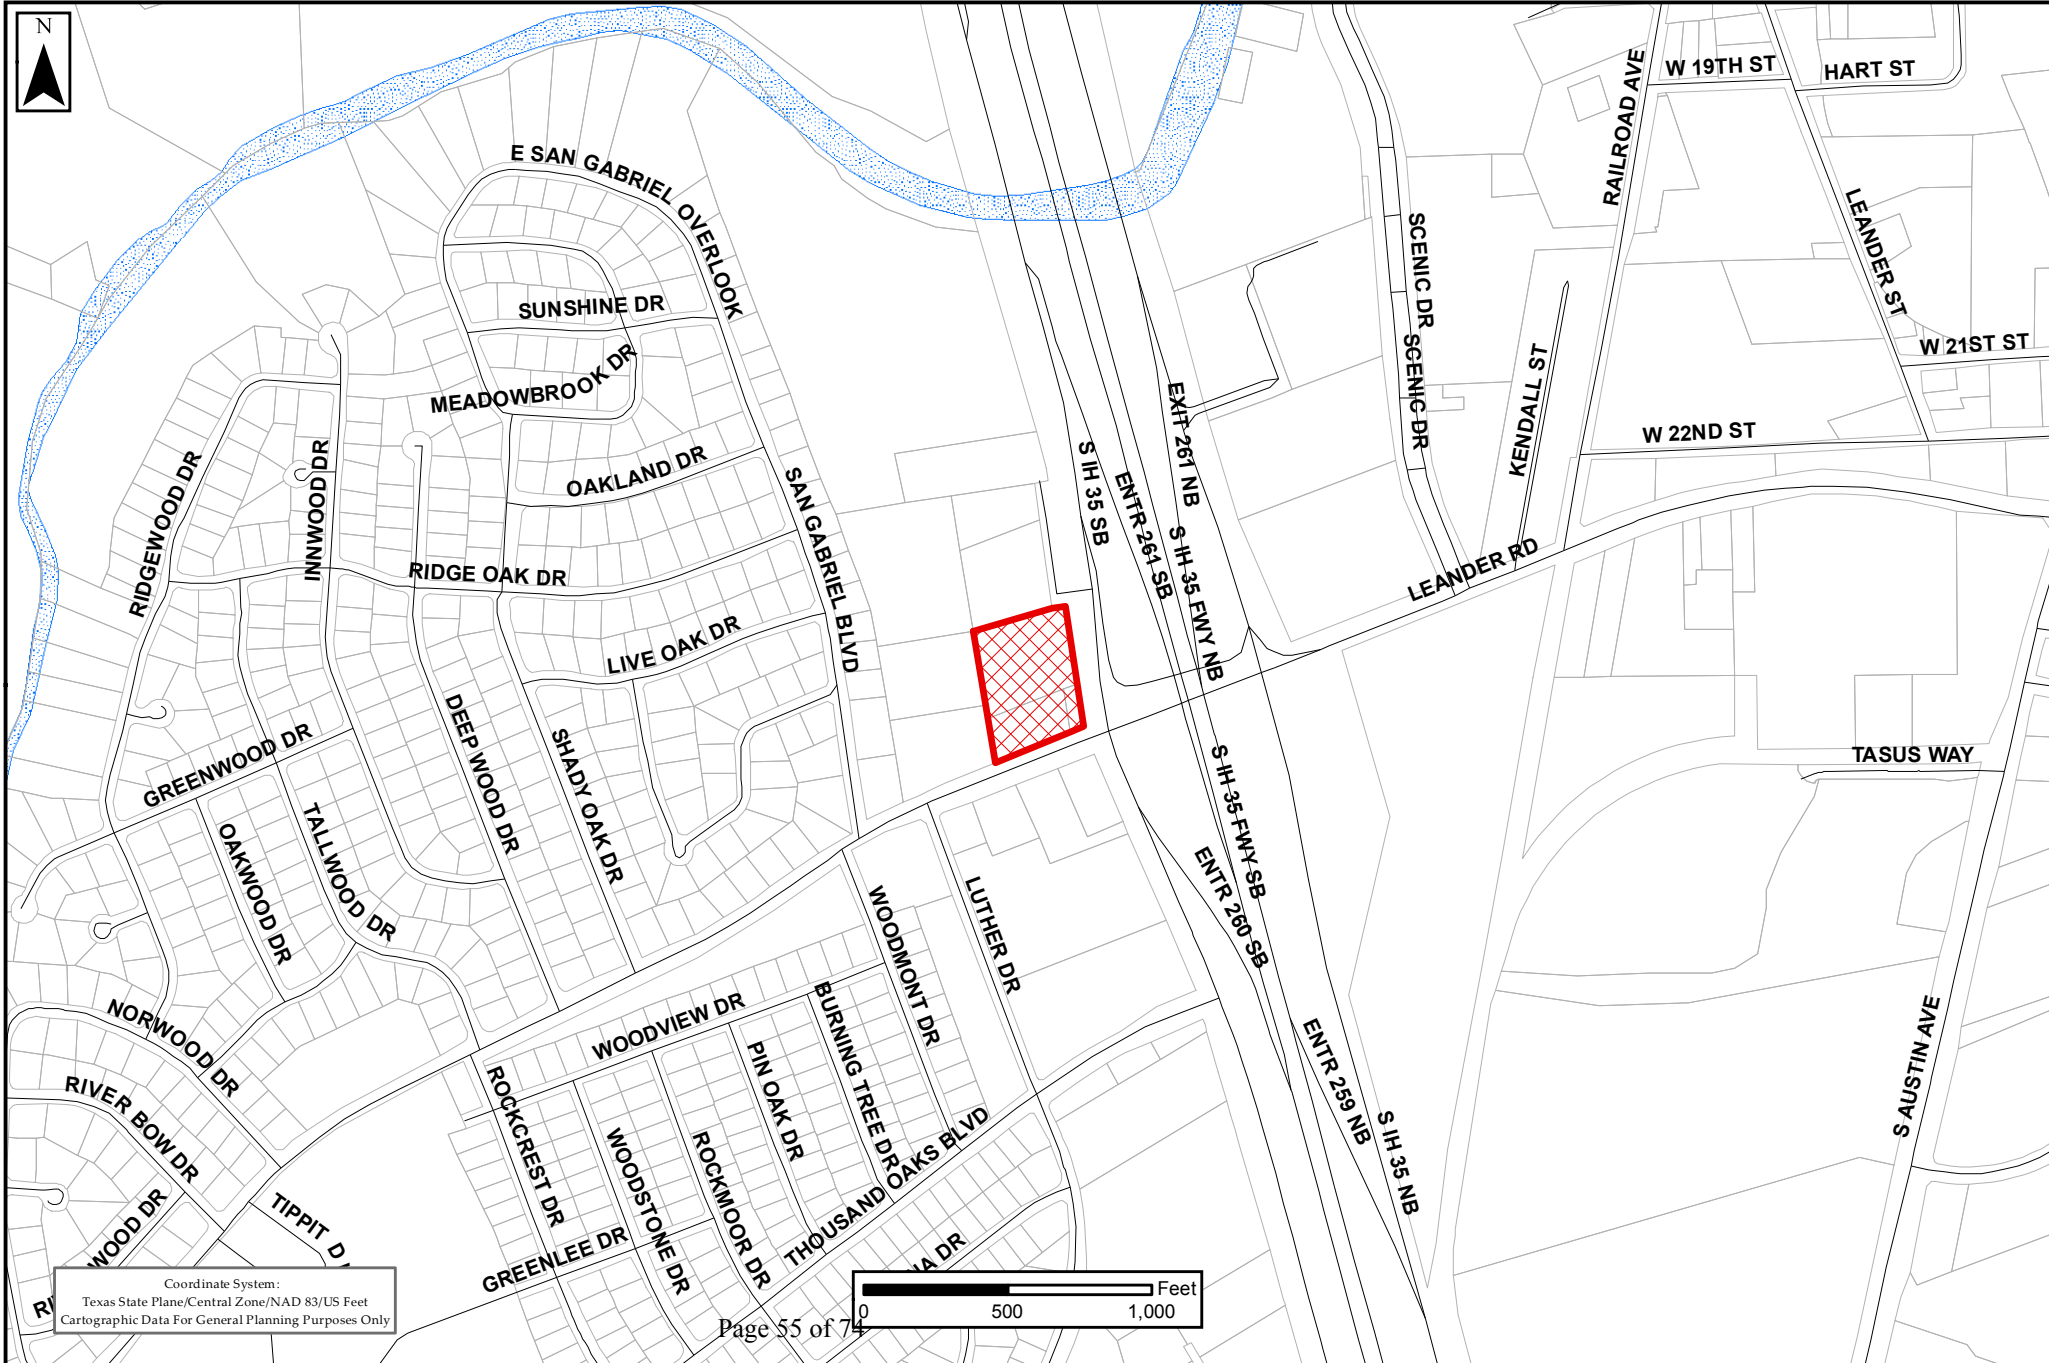 N
W 19TH ST
HART ST
RAILROAD AVE
E SAN GABRIEL OVERLOOK
LEANDER ST
SCENIC DR
SUNSHINE DR
W 21ST ST
SCENIC DR
KENDALL ST
MEADOWBROOK DR
EXIT 261 NB
W 22ND ST
RIDGEWOOD DR
INNWOOD DR
OAKLAND DR
S IH 35 SB
ENTR 261 SB
SAN GABRIEL BLVD
S IH 35 FWY NB
RIDGE OAK DR
LEANDER RD
LIVE OAK DR
DEEP WOOD DR
SHADY OAK DR
GREENWOOD DR
S IH 35 FWY SB
TASUS WAY
OAKWOOD DR
TALLWOOD DR
ENTR 260 SB
WOODMONT DR
LUTHER DR
NORWOOD DR
WOODVIEW DR
BURNING TREE DR
PIN OAK DR
ENTR 259 NB
S AUSTIN AVE
RIVER BOW DR
ROCKCREST DR
WOODSTONE DR
ROCKMOOR DR
THOUSAND OAKS BLVD
S IH 35 NB
TIPPIT D
WOOD DR
RI
GREENLEE DR
NA DR
Coordinate System:
Texas State Plane/Central Zone/NAD 83/US Feet
Cartographic Data For General Planning Purposes Only
Feet
0 500 1,000
Page 55 of 74